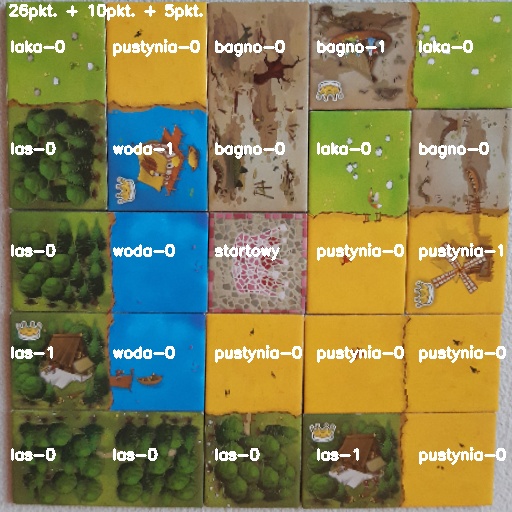 26pkt. + 10pkt. + 5pkt.
laka-0 pustynia-0 bagno-0 bagno-1 laka-0
las-0 woda-1 bagno-0 laka-0 bagno-0
las-0 woda-0 startowy pustynia-0 pustynia-1
las-1 woda-0 pustynia-0 pustynia-0 pustynia-0
las-0 las-0 las-0 las-1 pustynia-0